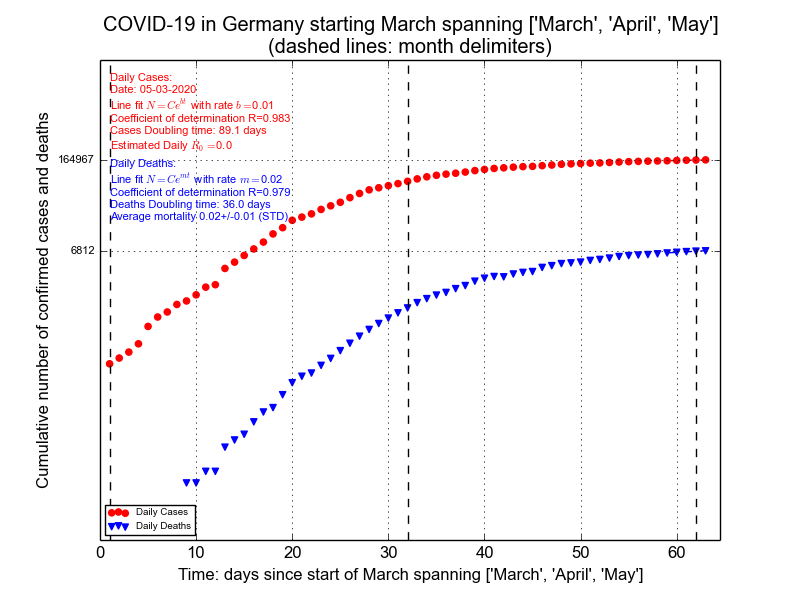 COVID-19 in Germany starting March spanning ['March', 'April', 'May']
(dashed lines: month delimiters)
Daily Cases:
Date: 05-03-2020
Line fit N=Ce^{bt} with rate b=0.01
Coefficient of determination R=0.983
Cases Doubling time: 89.1 days
Estimated Daily R_0=0.0
Daily Deaths:
Line fit N=Ce^{mt} with rate m=0.02
Coefficient of determination R=0.979
Deaths Doubling time: 36.0 days
Average mortality 0.02+/-0.01 (STD)
164967
6812
Cumulative number of confirmed cases and deaths
Daily Cases
Daily Deaths
0 10 20 30 40 50 60
Time: days since start of March spanning ['March', 'April', 'May']